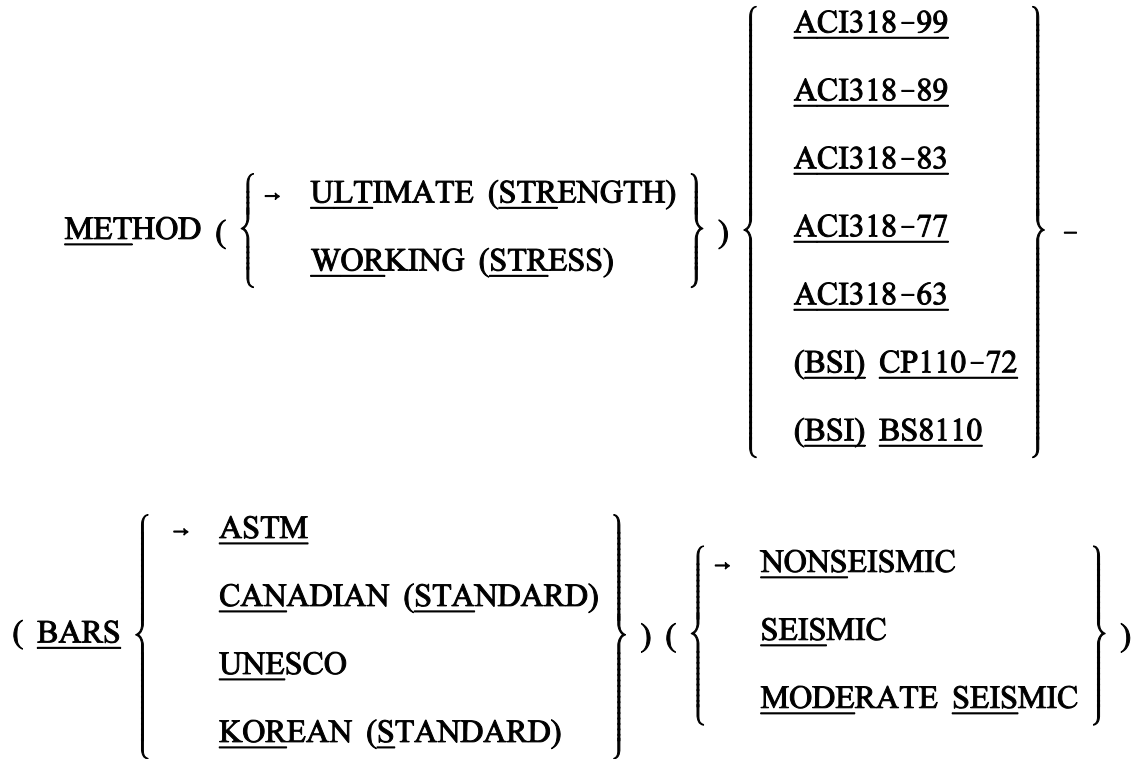 ACI318-99
ACI318-89
ACI318-83
METHOD ( { → ULTIMATE (STRENGTH) } ) { ACI318-77 } -
WORKING (STRESS)
ACI318-63
(BSI) CP110-72
(BSI) BS8110
→ ASTM
CANADIAN (STANDARD)
( BARS { UNESCO } )
KOREAN (STANDARD)
( { → NONSEISMIC } )
SEISMIC
MODERATE SEISMIC